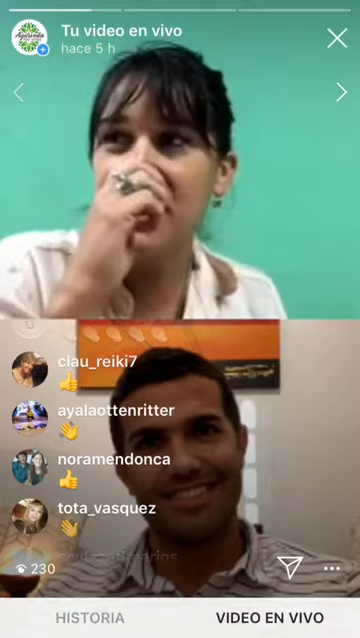 Tu video en vivo
hace 5 h
clau_reiki7
👍
ayalaottenritter
👋
noramendonca
👍
tota_vasquez
👋
230
HISTORIA
VIDEO EN VIVO